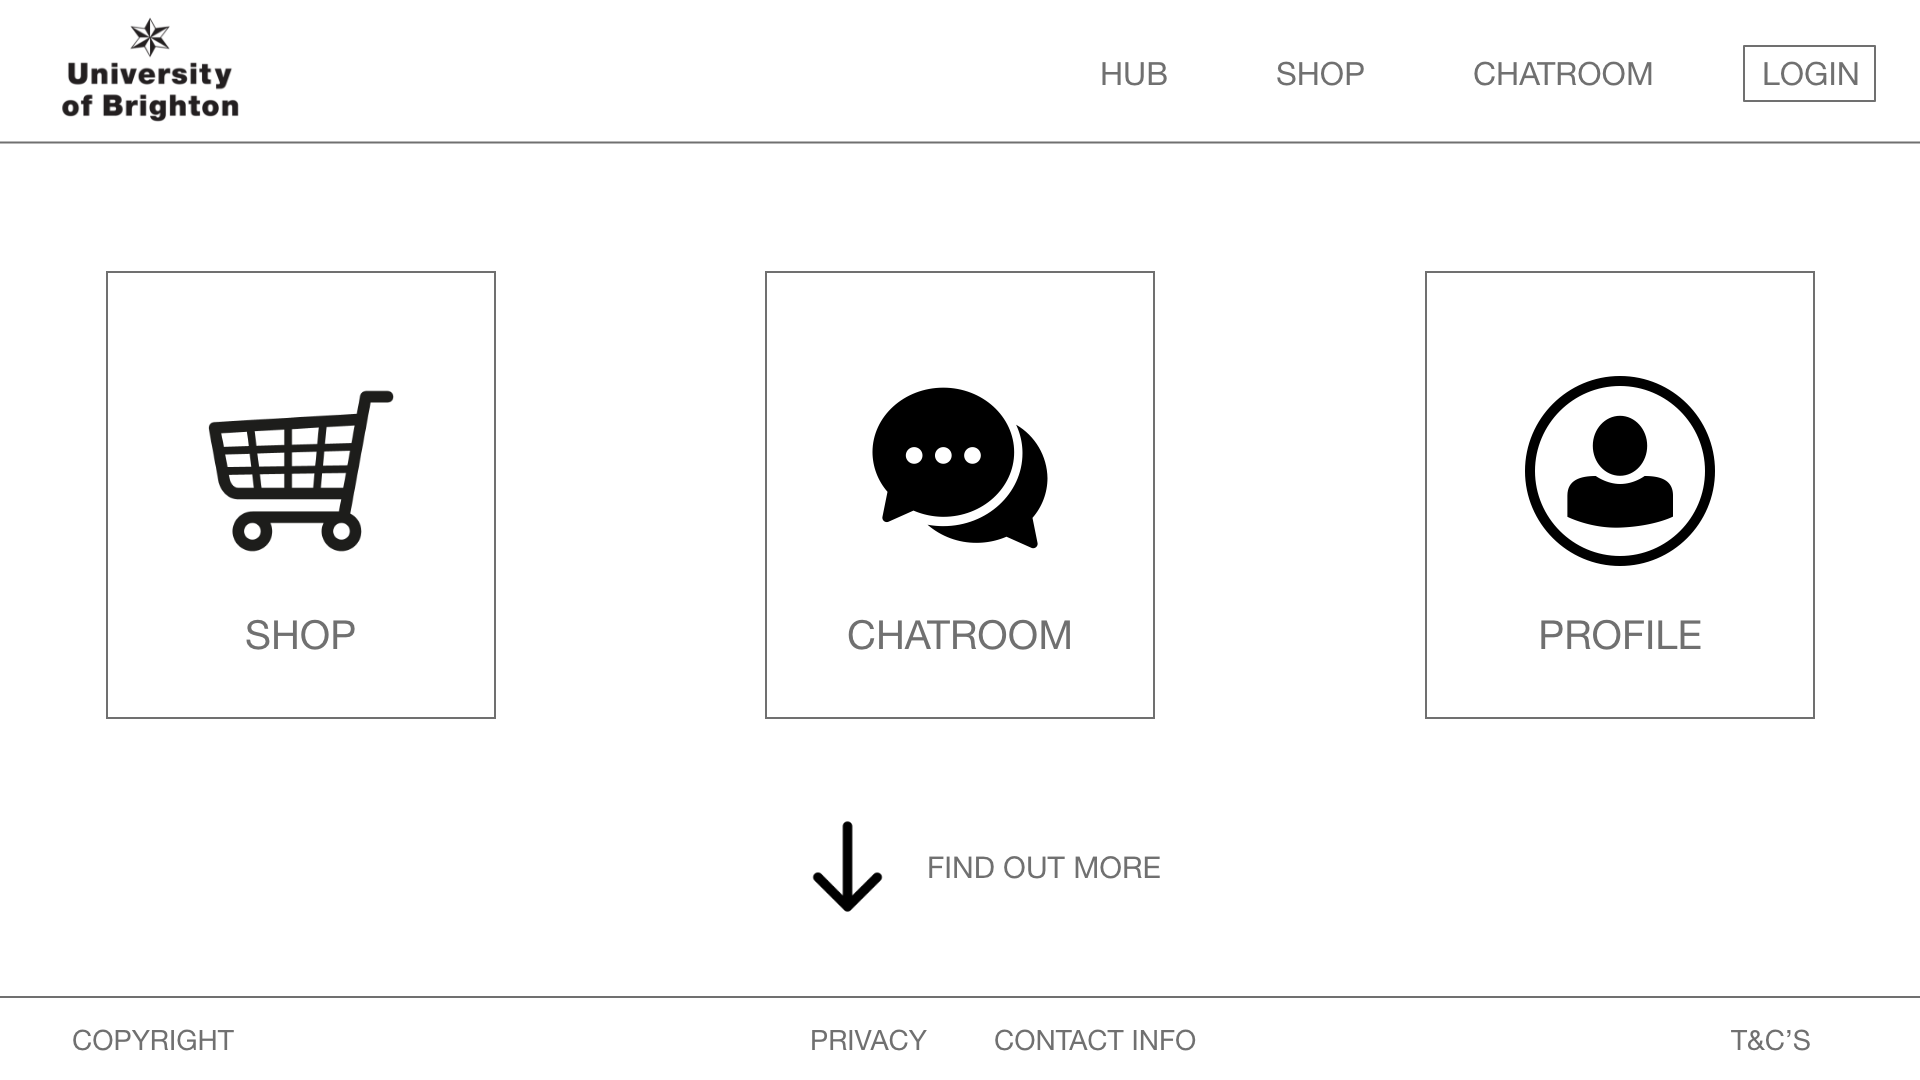 University
of Brighton
HUB
SHOP
CHATROOM
LOGIN
SHOP
CHATROOM
PROFILE
FIND OUT MORE
COPYRIGHT
PRIVACY
CONTACT INFO
T&C’S